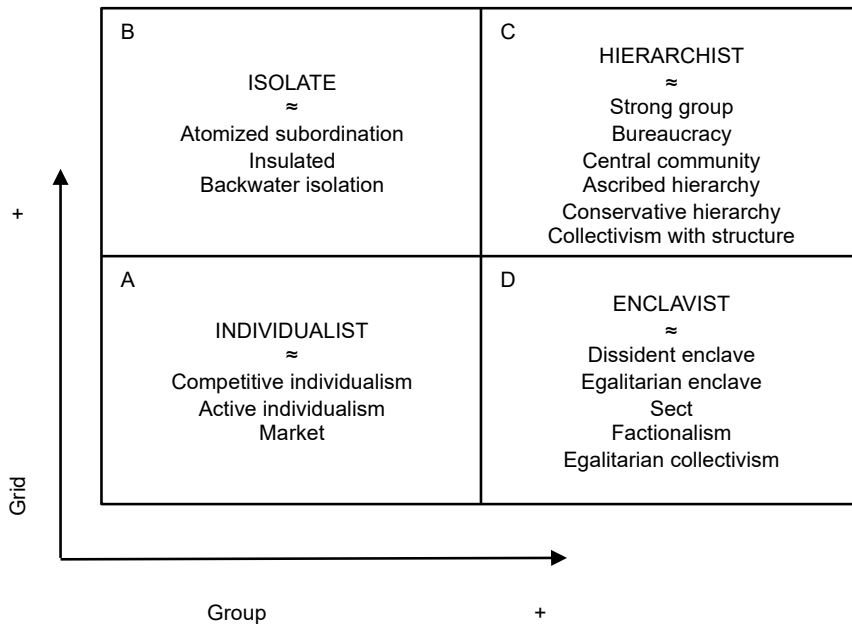 B
ISOLATE
≈
Atomized subordination
Insulated
Backwater isolation
C
HIERARCHIST
≈
Strong group
Bureaucracy
Central community
Ascribed hierarchy
Conservative hierarchy
Collectivism with structure
A
INDIVIDUALIST
≈
Competitive individualism
Active individualism
Market
D
ENCLAVIST
≈
Dissident enclave
Egalitarian enclave
Sect
Factionalism
Egalitarian collectivism
+
Grid
Group
+